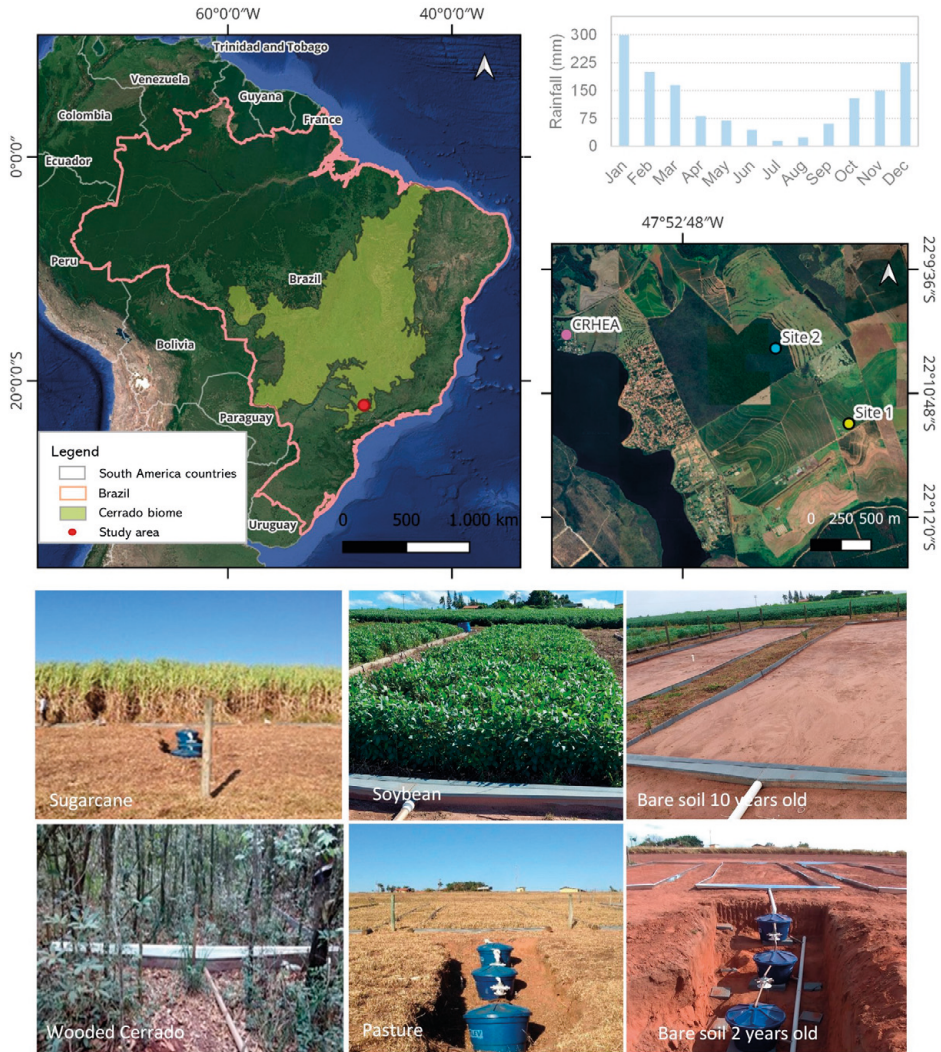 60°0.0′0″W
40°0.0′0″W
Trinidad and Tobago
Venezuela
Guyana
Colombia
France
Ecuador
0°0′0″
Peru
Brazil
Bolivia
20°0.0′0″S
Paraguay
Uruguay
Legend
South America countries
Brazil
Cerrado biome
Study area
0 500 1.000 km
Rainfall (mm)
300
225
150
75
0
Jan Feb Mar Apr May Jun Jul Aug Sep Oct Nov Dec
47°52′48″W
22°9′36″S
22°10′48″S
22°12′0″S
CRHEA
Site 2
Site 1
0 250 500 m
Sugarcane
Soybean
Bare soil 10 years old
Wooded Cerrado
Pasture
Bare soil 2 years old